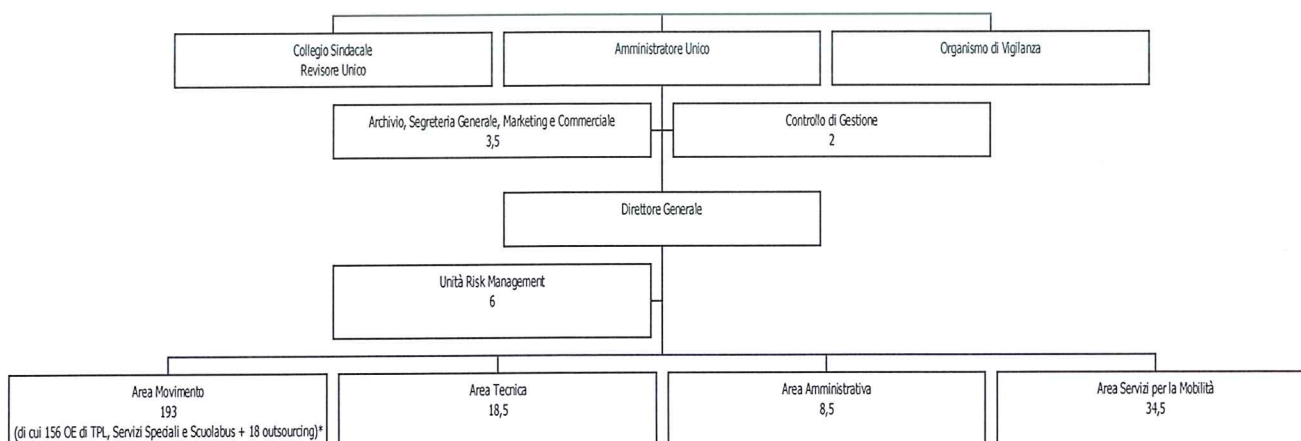 Collegio Sindacale
Revisore Unico
Amministratore Unico
Organismo di Vigilanza
Archivio, Segreteria Generale, Marketing e Commerciale
3,5
Controllo di Gestione
2
Direttore Generale
Unità Risk Management
6
Area Movimento
193
(di cui 156 OE di TPL, Servizi Speciali e Scuolabus + 18 outsourcing)*
Area Tecnica
18,5
Area Amministrativa
8,5
Area Servizi per la Mobilità
34,5